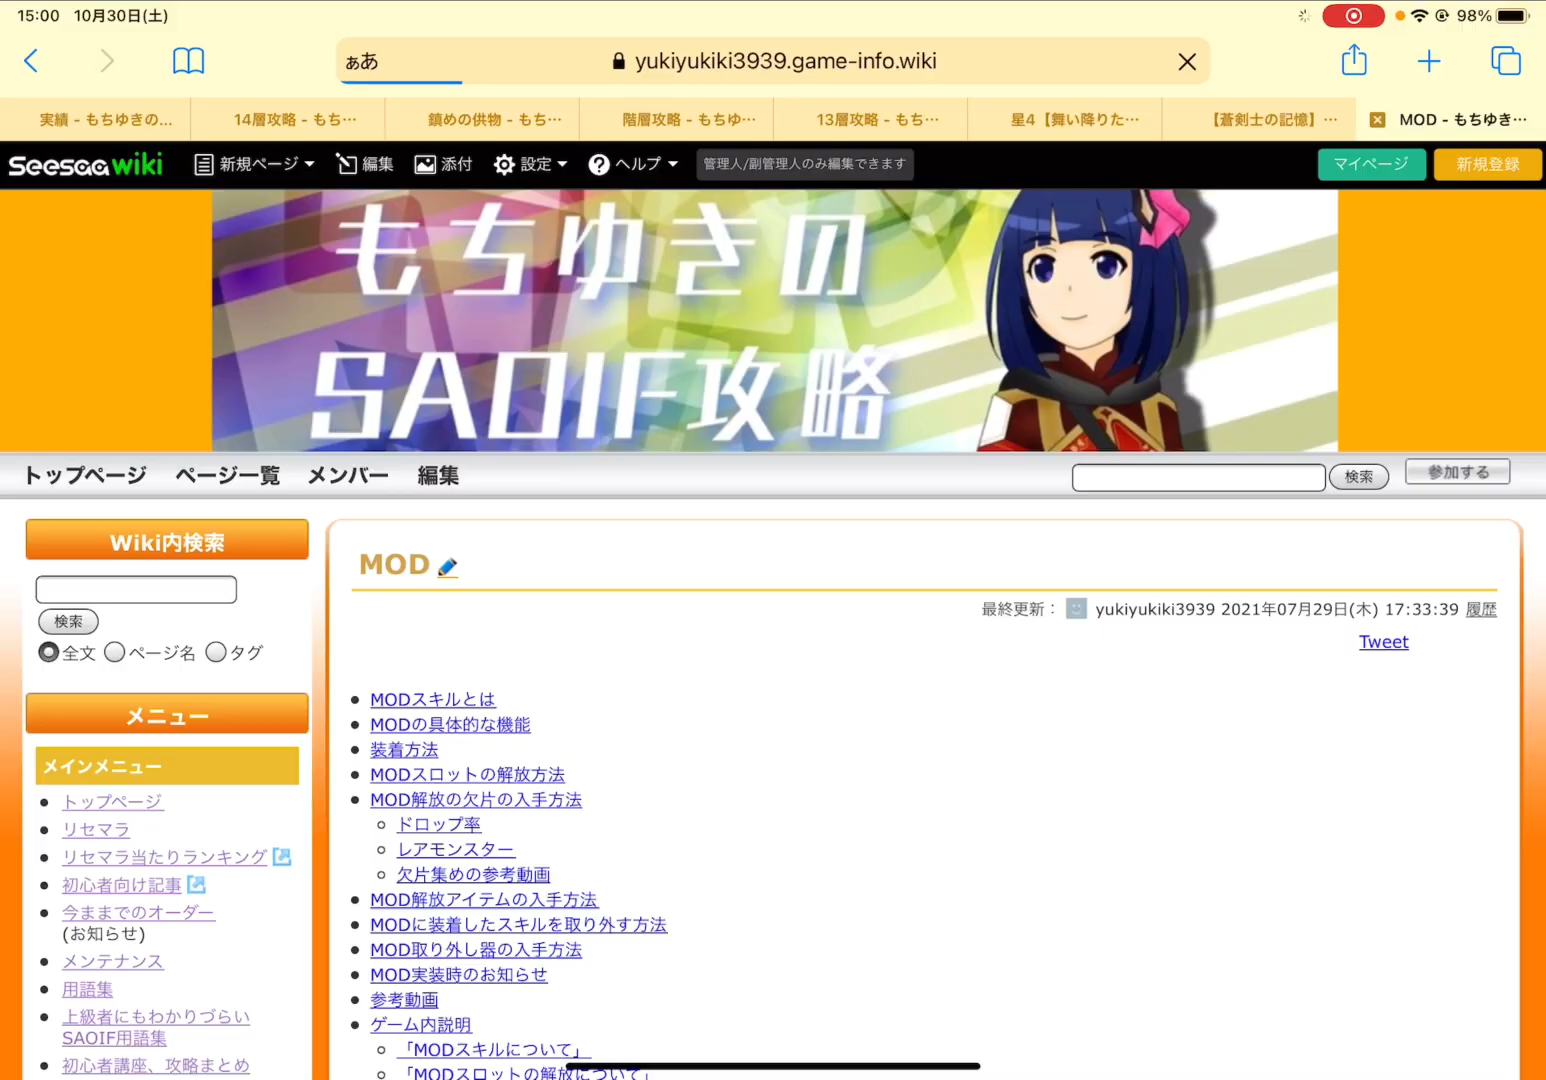 15:00 10月30日(土)
98%
ぁあ
yukiyukiki3939.game-info.wiki
実績 - もちゆきの…
14層攻略 - もち…
鎮めの供物 - もち…
階層攻略 - もちゆ…
13層攻略 - もち…
星4【舞い降りた…
【蒼剣士の記憶】…
MOD - もちゆき…
Seesaa wiki
新規ページ
編集
添付
設定
ヘルプ
管理人/副管理人のみ編集できます
マイページ
新規登録
もちゆきの
SAOIF攻略
トップページ
ページ一覧
メンバー
編集
検索
参加する
Wiki内検索
検索
全文 ページ名 タグ
メニュー
メインメニュー
トップページ
リセマラ
リセマラ当たりランキング
初心者向け記事
今までのオーダー
(お知らせ)
メンテナンス
用語集
上級者にもわかりづらい
SAOIF用語集
初心者講座、攻略まとめ
MOD
最終更新: yukiyukiki3939 2021年07月29日(木) 17:33:39 履歴
Tweet
MODスキルとは
MODの具体的な機能
装着方法
MODスロットの解放方法
MOD解放の欠片の入手方法
ドロップ率
レアモンスター
欠片集めの参考動画
MOD解放アイテムの入手方法
MODに装着したスキルを取り外す方法
MOD取り外し器の入手方法
MOD実装時のお知らせ
参考動画
ゲーム内説明
「MODスキルについて」
「MODスロットの解放について」